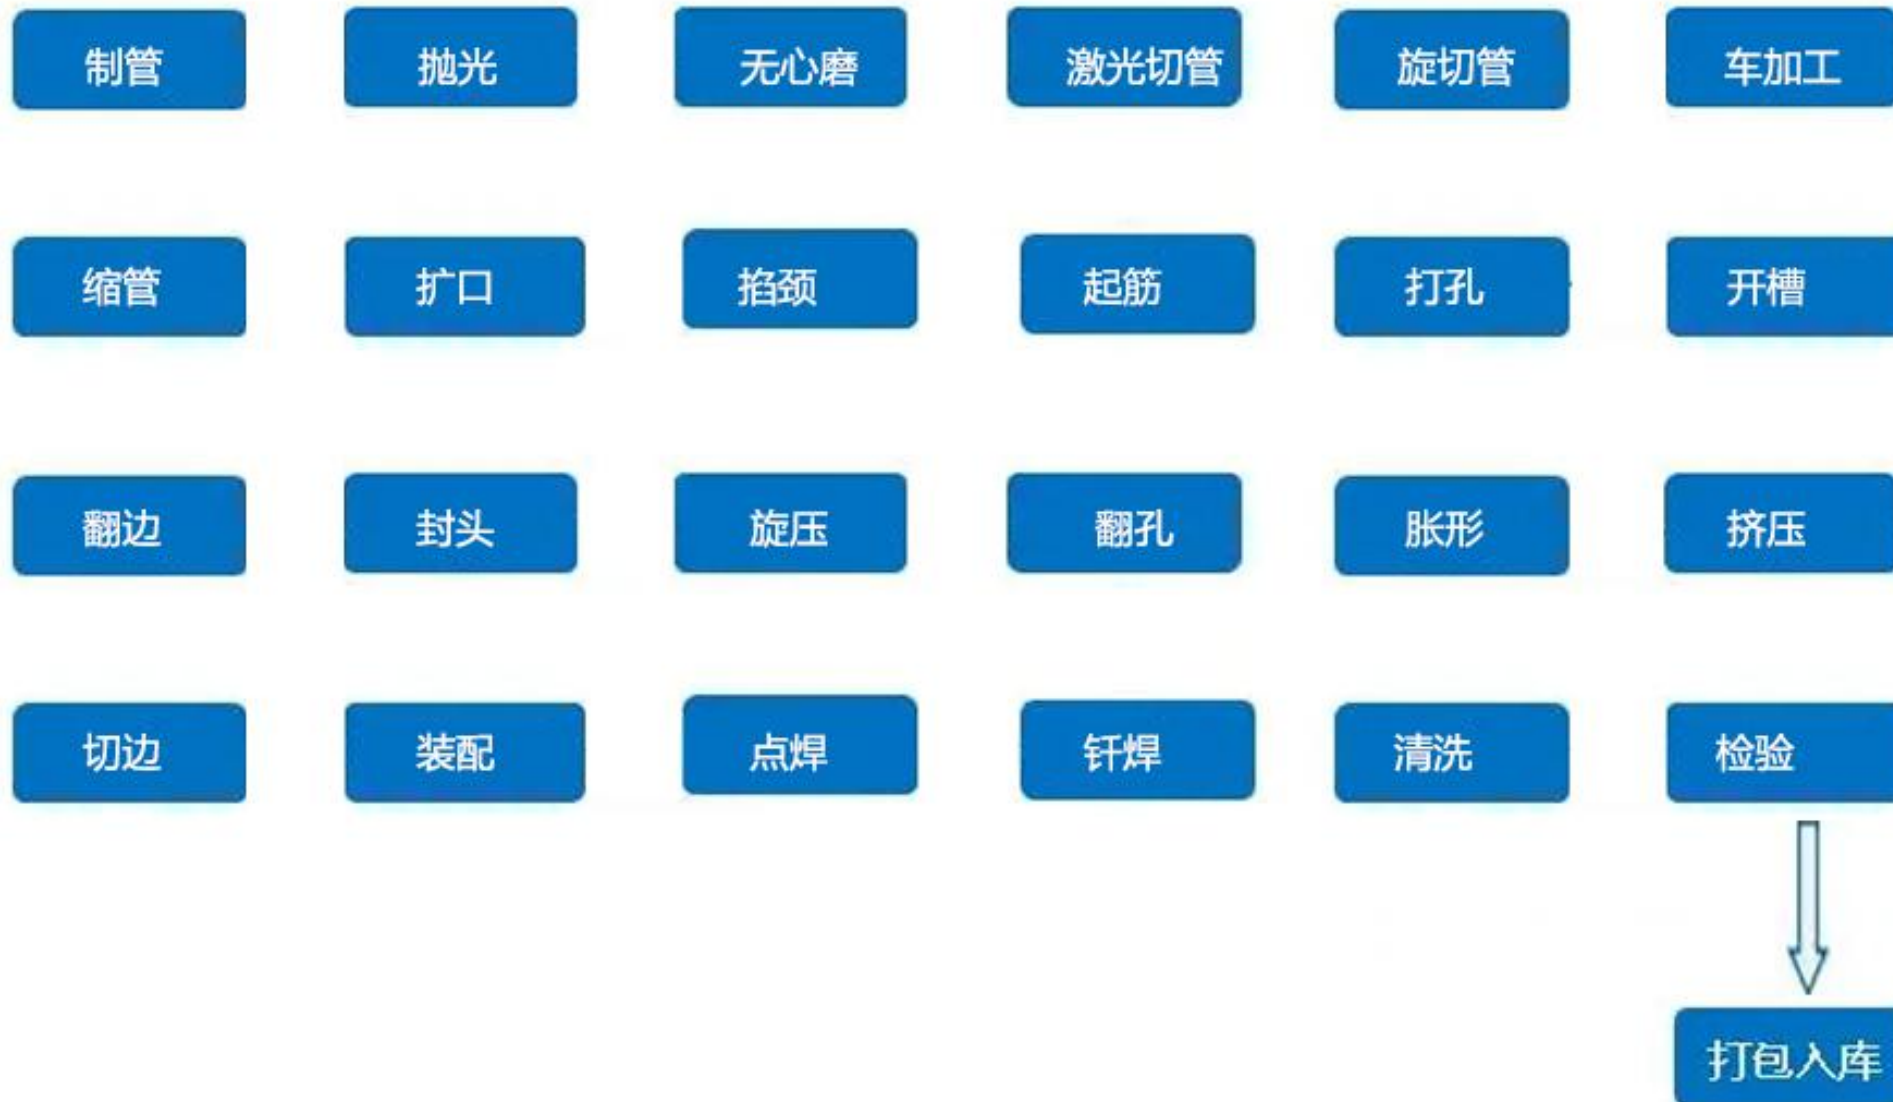 制管
抛光
无心磨
激光切管
旋切管
车加工
缩管
扩口
掐颈
起筋
打孔
开槽
翻边
封头
旋压
翻孔
胀形
挤压
切边
装配
点焊
钎焊
清洗
检验
打包入库